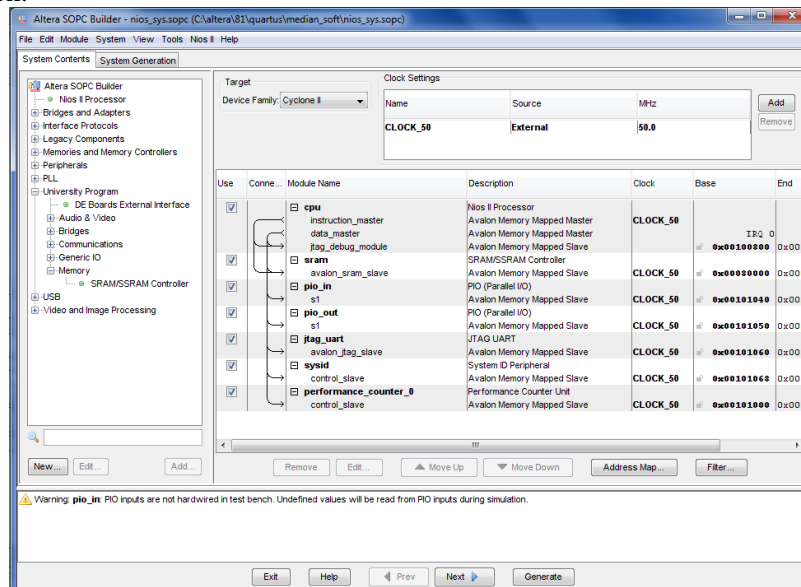 Altera SOPC Builder - nios_sys.sopc (C:\altera\81\quartus\median_soft\nios_sys.sopc)
File Edit Module System View Tools Nios II Help
System Contents System Generation
Altera SOPC Builder
Nios II Processor
Bridges and Adapters
Interface Protocols
Legacy Components
Memories and Memory Controllers
Peripherals
PLL
University Program
DE Boards External Interface
Audio & Video
Bridges
Communications
Generic IO
Memory
SRAM/SSRAM Controller
USB
Video and Image Processing
New... Edit... Add...
Target
Device Family: Cyclone II
Clock Settings
Name Source MHz
CLOCK_50 External 50.0
Add
Remove
Use Conne... Module Name Description Clock Base End
cpu Nios II Processor
instruction_master Avalon Memory Mapped Master CLOCK_50
data_master Avalon Memory Mapped Master IRQ 0
jtag_debug_module Avalon Memory Mapped Slave 0x00100800 0x00
sram SRAM/SSRAM Controller
avalon_sram_slave Avalon Memory Mapped Slave CLOCK_50 0x00080000 0x00
pio_in PIO (Parallel I/O)
s1 Avalon Memory Mapped Slave CLOCK_50 0x00101040 0x00
pio_out PIO (Parallel I/O)
s1 Avalon Memory Mapped Slave CLOCK_50 0x00101050 0x00
jtag_uart JTAG UART
avalon_jtag_slave Avalon Memory Mapped Slave CLOCK_50 0x00101060 0x00
sysid System ID Peripheral
control_slave Avalon Memory Mapped Slave CLOCK_50 0x00101068 0x00
performance_counter_0 Performance Counter Unit
control_slave Avalon Memory Mapped Slave CLOCK_50 0x00101000 0x00
Remove Edit... Move Up Move Down Address Map... Filter...
Warning: pio_in: PIO inputs are not hardwired in test bench. Undefined values will be read from PIO inputs during simulation.
Exit Help Prev Next Generate